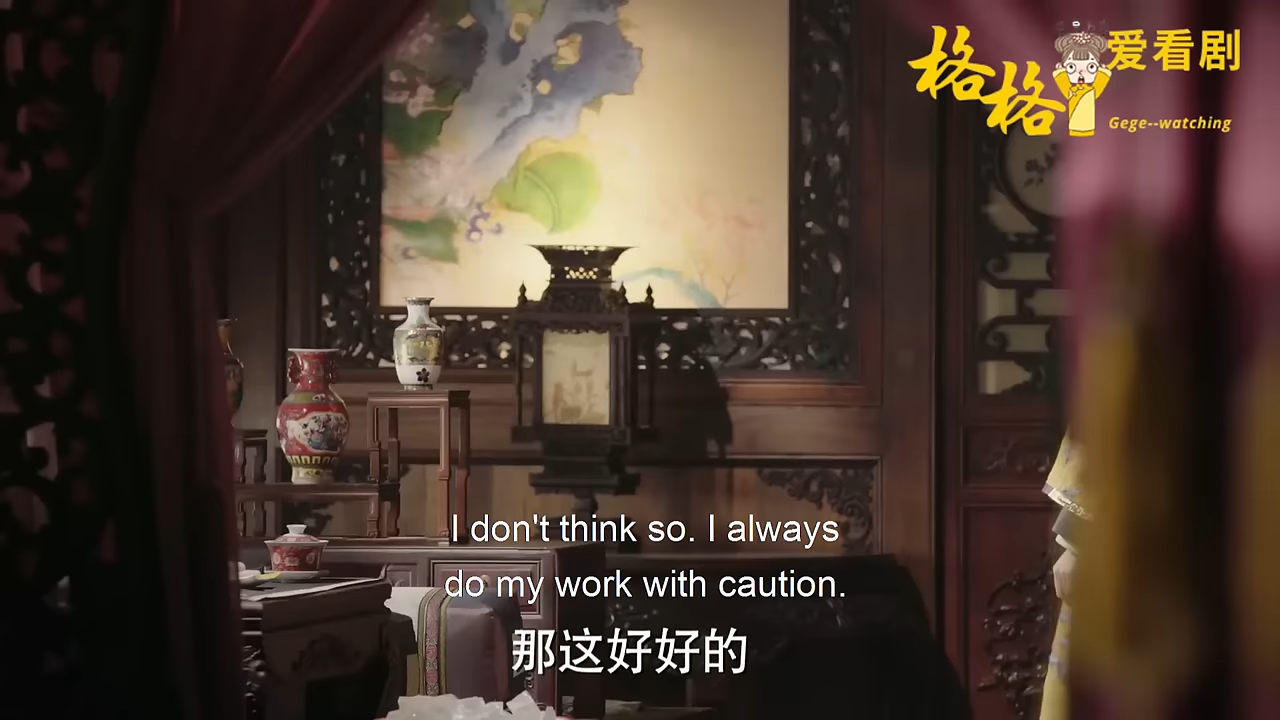 格格
爱看剧
Gege--watching
I don't think so. I always
do my work with caution.
那这好好的